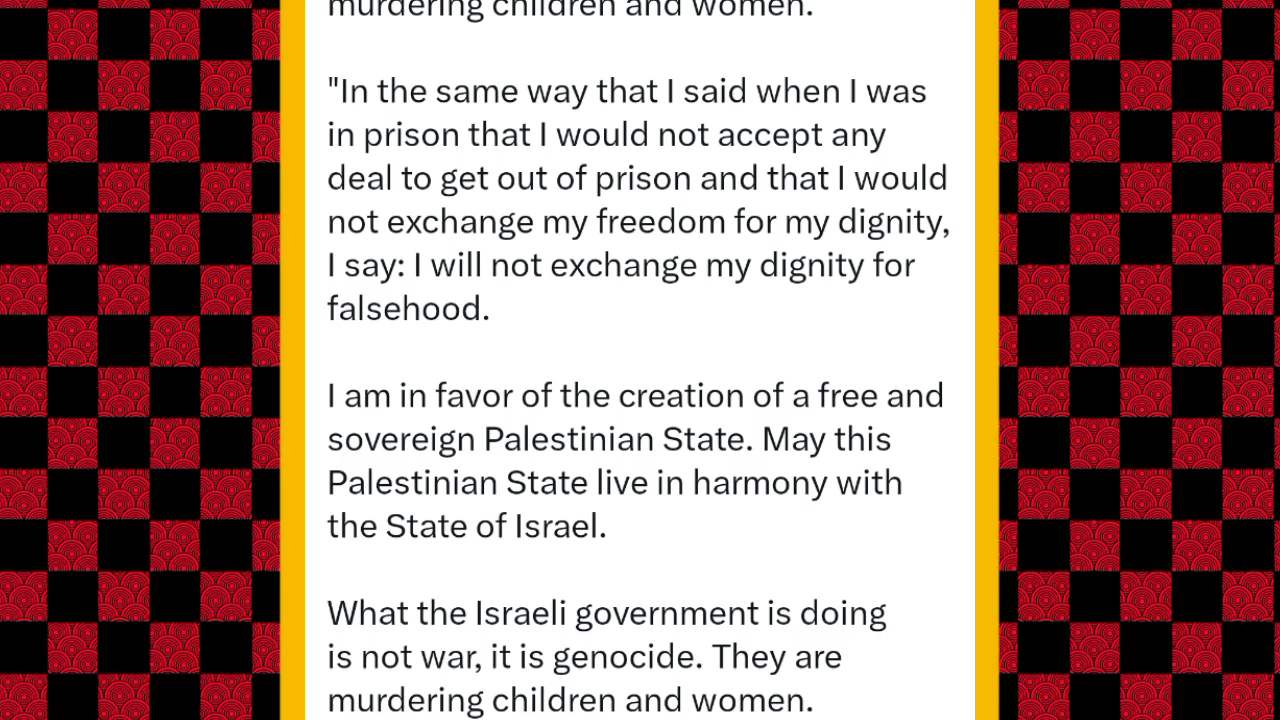 murdering children and women.
"In the same way that I said when I was
in prison that I would not accept any
deal to get out of prison and that I would
not exchange my freedom for my dignity,
I say: I will not exchange my dignity for
falsehood.
I am in favor of the creation of a free and
sovereign Palestinian State. May this
Palestinian State live in harmony with
the State of Israel.
What the Israeli government is doing
is not war, it is genocide. They are
murdering children and women.